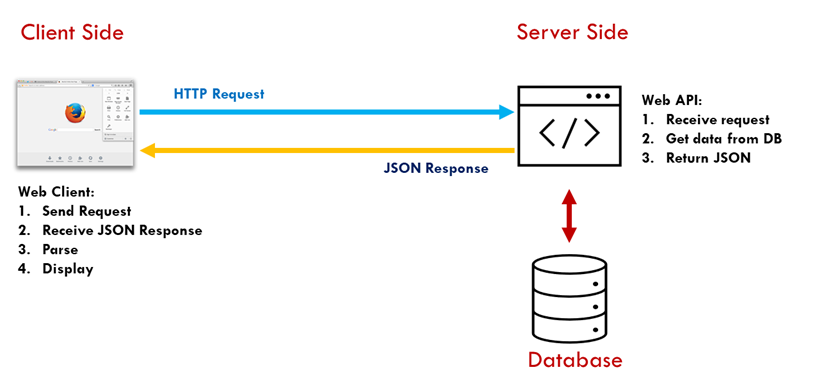 Client Side
Server Side
HTTP Request
JSON Response
Web Client:
1. Send Request
2. Receive JSON Response
3. Parse
4. Display
</>
Web API:
1. Receive request
2. Get data from DB
3. Return JSON
Database